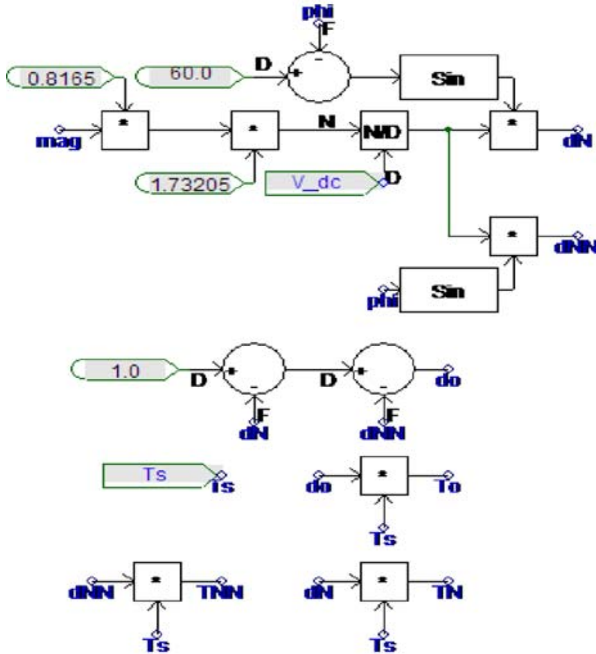 phi
F
D
-
60.0
+
Sin
0.8165
*
*
N
N/D
*
mag
dN
1.73205
V_dc
D
*
dNN
phi
Sin
1.0
D
+
-
D
+
-
do
F
F
dN
dNN
Ts
Ts
do
*
To
Ts
dNN
*
TNN
dN
*
TN
Ts
Ts